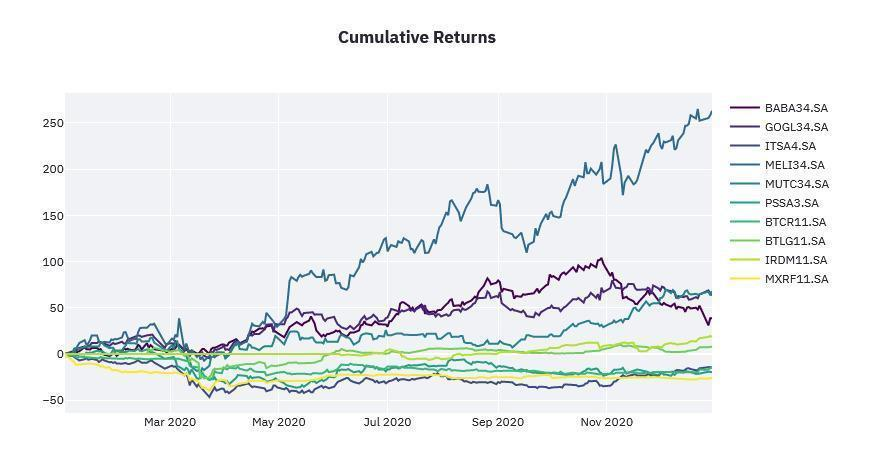 Cumulative Returns
250
200
150
100
50
0
−50
Mar 2020
May 2020
Jul 2020
Sep 2020
Nov 2020
BABA34.SA
GOGL34.SA
ITSA4.SA
MELI34.SA
MUTC34.SA
PSSA3.SA
BTCR11.SA
BTLG11.SA
IRDM11.SA
MXRF11.SA